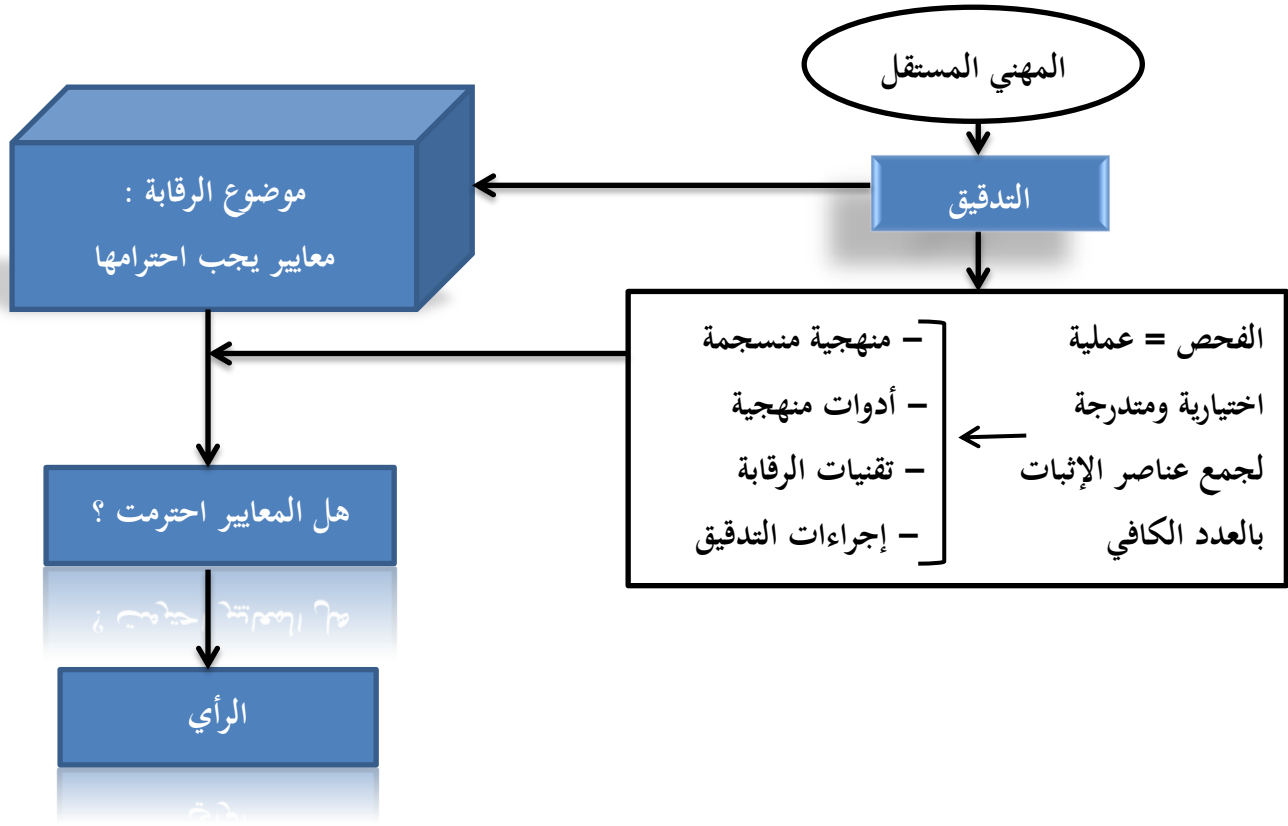 المهني المستقل
التدقيق
موضوع الرقابة :
معايير يجب احترامها
الفحص = عملية
اختيارية ومتدرجة
لجمع عناصر الإثبات
بالعدد الكافي
– منهجية منسجمة
– أدوات منهجية
– تقنيات الرقابة
– إجراءات التدقيق
هل المعايير احترمت ؟
الرأي